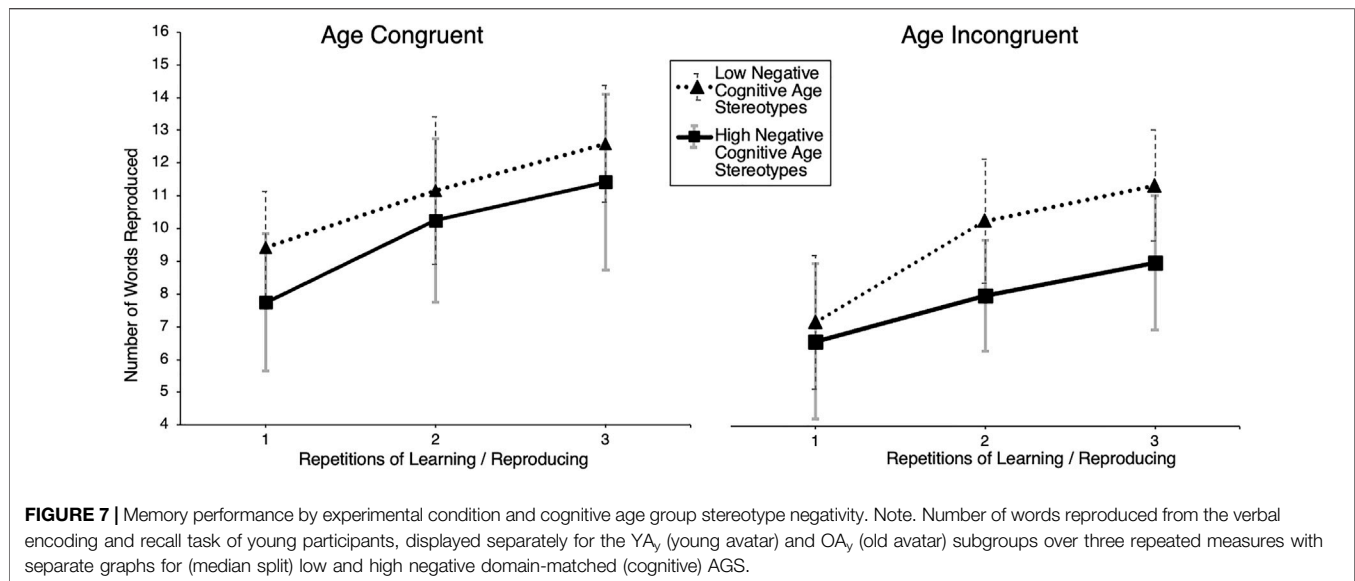 Age Congruent
Age Incongruent
Low Negative
Cognitive Age
Stereotypes
High Negative
Cognitive Age
Stereotypes
Number of Words Reproduced
16
15
14
13
12
11
10
9
8
7
6
5
4
1
2
3
Repetitions of Learning / Reproducing
1
2
3
Repetitions of Learning / Reproducing
FIGURE 7 | Memory performance by experimental condition and cognitive age group stereotype negativity. Note. Number of words reproduced from the verbal
encoding and recall task of young participants, displayed separately for the YAy (young avatar) and OAy (old avatar) subgroups over three repeated measures with
separate graphs for (median split) low and high negative domain-matched (cognitive) AGS.